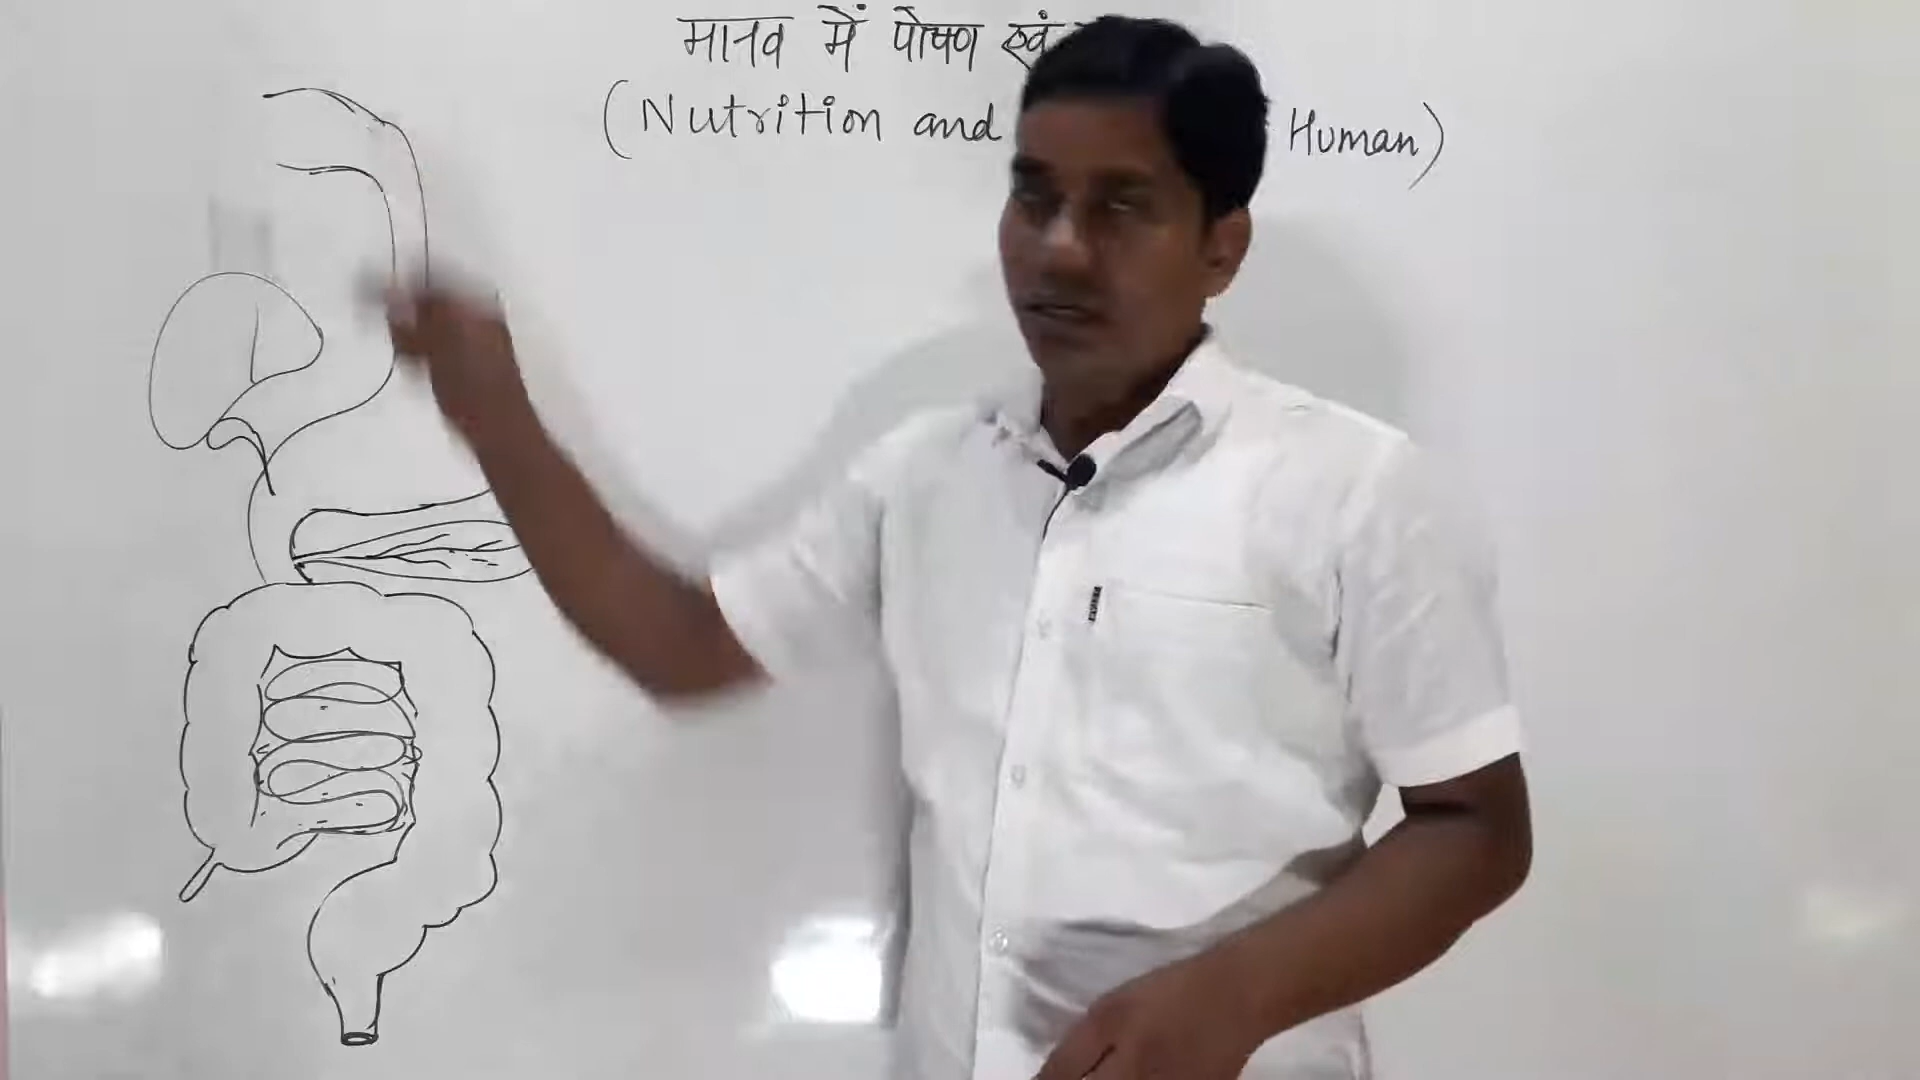 मानव में पोषण एवं
(Nutrition and Human)